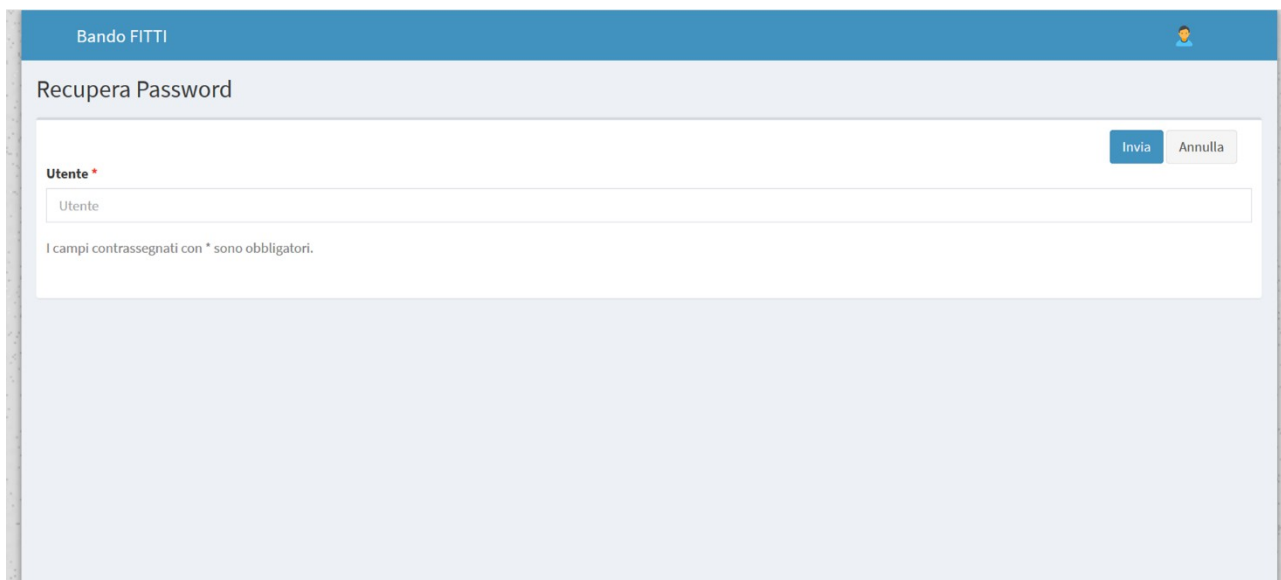 Bando FITTI
Recupera Password
Invia Annulla
Utente *
Utente
I campi contrassegnati con * sono obbligatori.